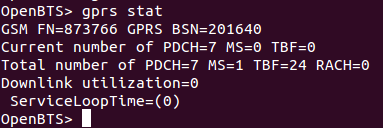 OpenBTS> gprs stat
GSM FN=873766 GPRS BSN=201640
Current number of PDCH=7 MS=0 TBF=0
Total number of PDCH=7 MS=1 TBF=24 RACH=0
Downlink utilization=0
 ServiceLoopTime=(0)
OpenBTS>